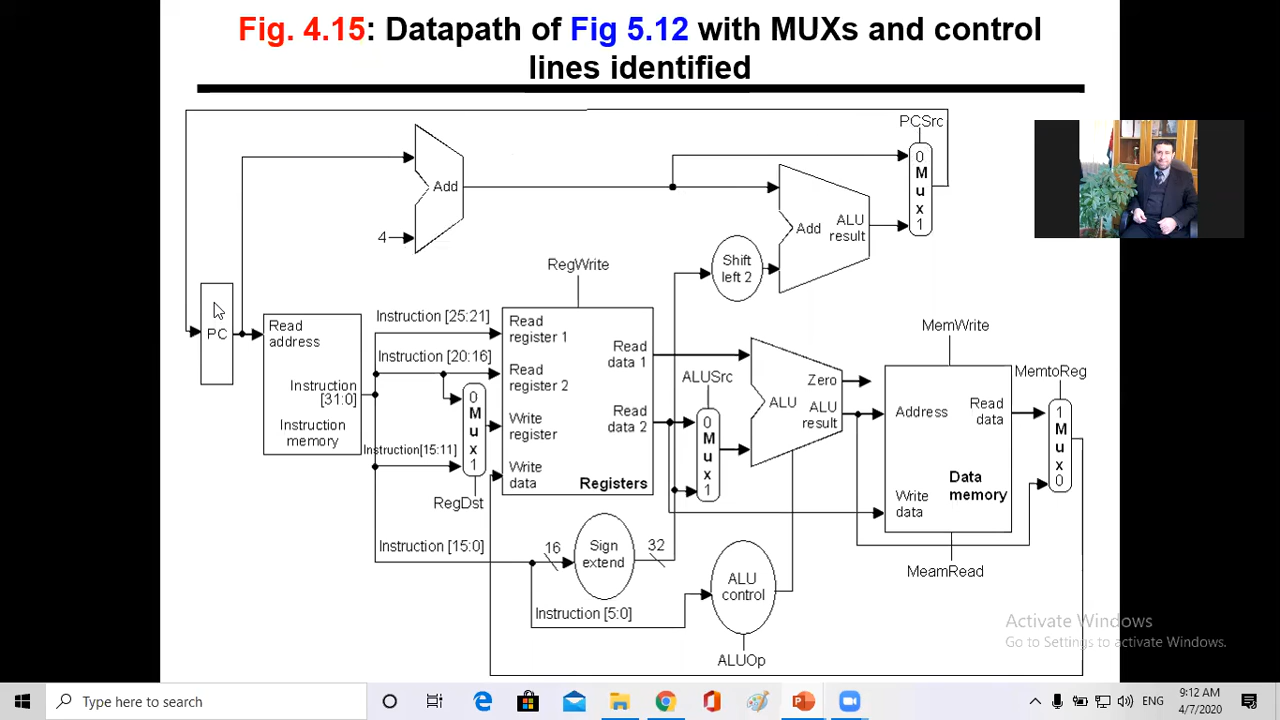 Fig. 4.15: Datapath of Fig 5.12 with MUXs and control
lines identified
PCSrc
0
M
u
x
1
Add
4
Add
ALU
result
Shift
left 2
RegWrite
PC
Read
address
Instruction
[31:0]
Instruction
memory
Instruction [25:21]
Instruction [20:16]
Instruction[15:11]
Instruction [15:0]
0
M
u
x
1
RegDst
Read
register 1
Read
register 2
Write
register
Write
data
Read
data 1
Read
data 2
Registers
ALUSrc
0
M
u
x
1
Zero
ALU
ALU
result
MemWrite
Address
Read
data
Data
memory
Write
data
MeamRead
MemtoReg
1
M
u
x
0
16
Sign
extend
32
Instruction [5:0]
ALU
control
ALUOp
Activate Windows
Go to Settings to activate Windows.
Type here to search
ENG
9:12 AM
4/7/2020